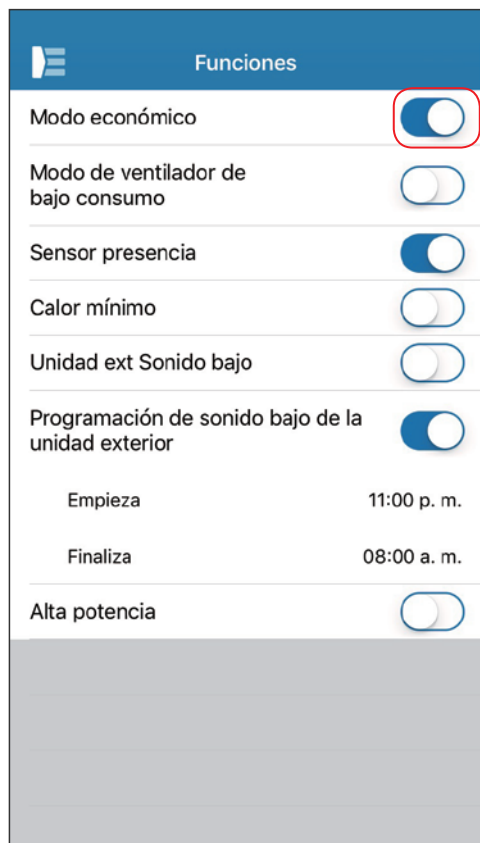 Funciones
Modo económico
Modo de ventilador de
bajo consumo
Sensor presencia
Calor mínimo
Unidad ext Sonido bajo
Programación de sonido bajo de la
unidad exterior
Empieza 11:00 p. m.
Finaliza 08:00 a. m.
Alta potencia